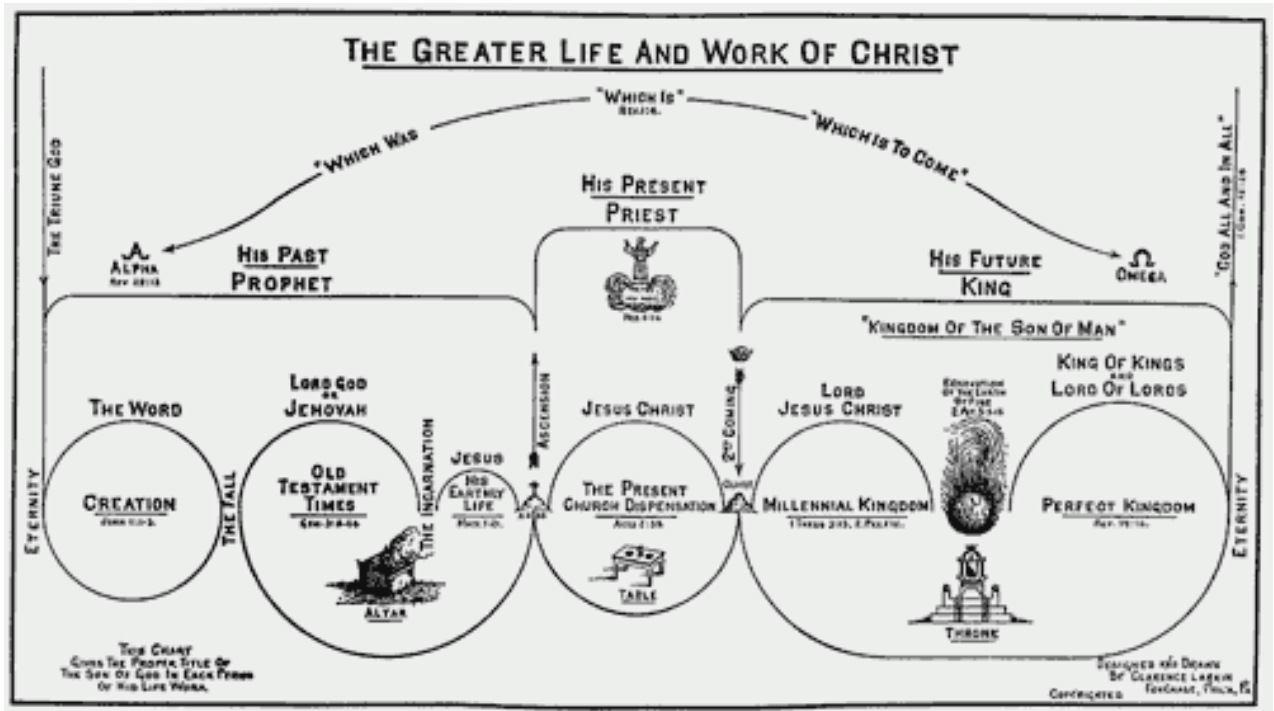 THE GREATER LIFE AND WORK OF CHRIST
"WHICH WAS
"WHICH IS"
"WHICH IS TO COME"
THE TRIUNE GOD
"GOD ALL AND IN ALL"
Α
ALPHA
HIS PAST
PROPHET
HIS PRESENT
PRIEST
HIS FUTURE
KING
Ω
OMEGA
"KINGDOM OF THE SON OF MAN"
THE WORD
LORD GOD
OR
JEHOVAH
JESUS
ASCENSION
JESUS CHRIST
2ND COMING
LORD
JESUS CHRIST
OF THE EARTH
KING OF KINGS
AND
LORD OF LORDS
ETERNITY
CREATION
THE FALL
OLD
TESTAMENT
TIMES
THE INCARNATION
HIS
EARTHLY
LIFE
THE PRESENT
CHURCH DISPENSATION
MILLENNIAL KINGDOM
PERFECT KINGDOM
ETERNITY
ALTAR
TABLE
THRONE
THIS CHART
GIVES THE PROPER TITLE OF
THE SON OF GOD IN EACH PERIOD
OF HIS LIFE WORK.
DESIGNED AND DRAWN
BY CLARENCE LARKIN
COPYRIGHTED